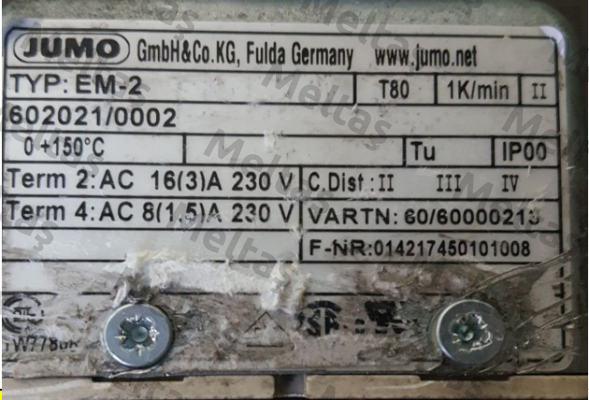 JUMO GmbH&Co.KG, Fulda Germany www.jumo.net
TYP: EM-2 T80 1K/min II
602021/0002
0 +150°C Tu IP00
Term 2: AC 16(3)A 230 V C.Dist : II III IV
Term 4: AC 8(1,5)A 230 V VARTN: 60/60000213
F-NR:014217450101008
Meltaş